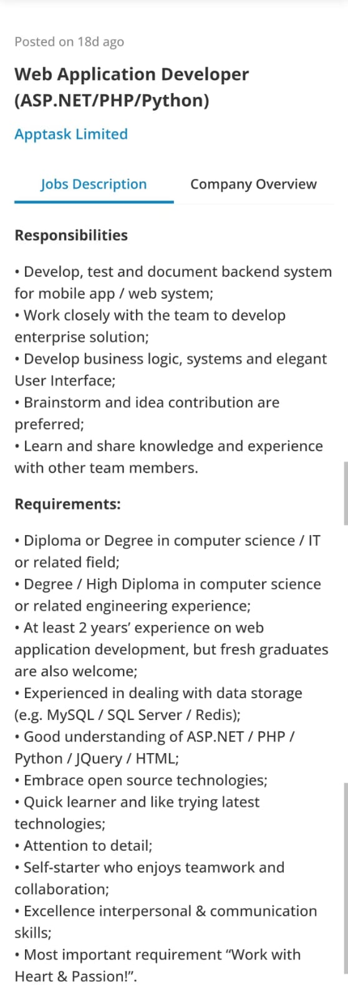 Posted on 18d ago
Web Application Developer
(ASP.NET/PHP/Python)
Apptask Limited
Jobs Description Company Overview
Responsibilities
• Develop, test and document backend system
for mobile app / web system;
• Work closely with the team to develop
enterprise solution;
• Develop business logic, systems and elegant
User Interface;
• Brainstorm and idea contribution are
preferred;
• Learn and share knowledge and experience
with other team members.
Requirements:
• Diploma or Degree in computer science / IT
or related field;
• Degree / High Diploma in computer science
or related engineering experience;
• At least 2 years’ experience on web
application development, but fresh graduates
are also welcome;
• Experienced in dealing with data storage
(e.g. MySQL / SQL Server / Redis);
• Good understanding of ASP.NET / PHP /
Python / JQuery / HTML;
• Embrace open source technologies;
• Quick learner and like trying latest
technologies;
• Attention to detail;
• Self-starter who enjoys teamwork and
collaboration;
• Excellence interpersonal & communication
skills;
• Most important requirement “Work with
Heart & Passion!”.